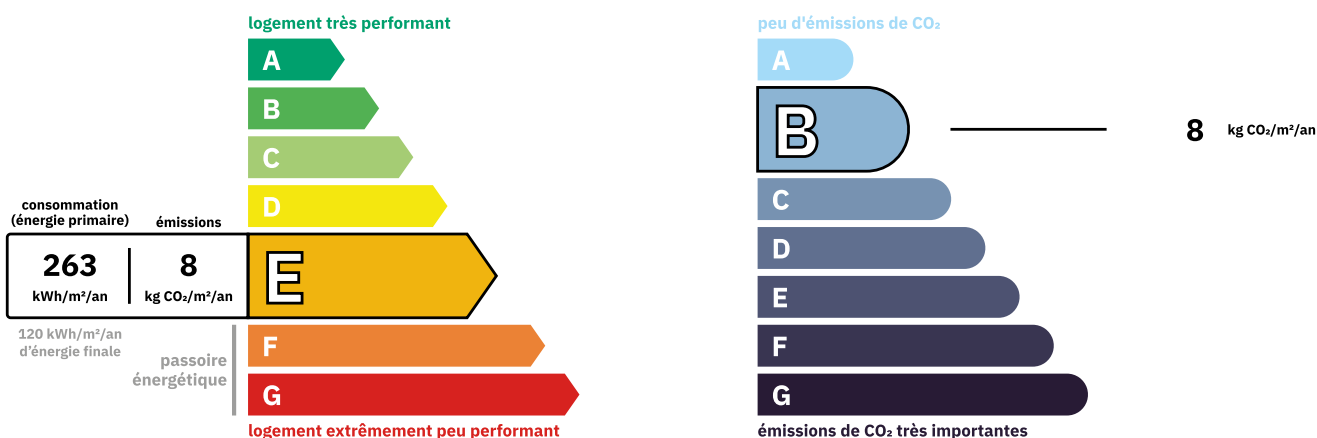 logement très performant
A
B
C
D
consommation
(énergie primaire)
émissions
263
kWh/m²/an
8
kg CO₂/m²/an
E
120 kWh/m²/an
d'énergie finale
passoire
énergétique
F
G
logement extrêmement peu performant
peu d'émissions de CO₂
A
B
8 kg CO₂/m²/an
C
D
E
F
G
émissions de CO₂ très importantes